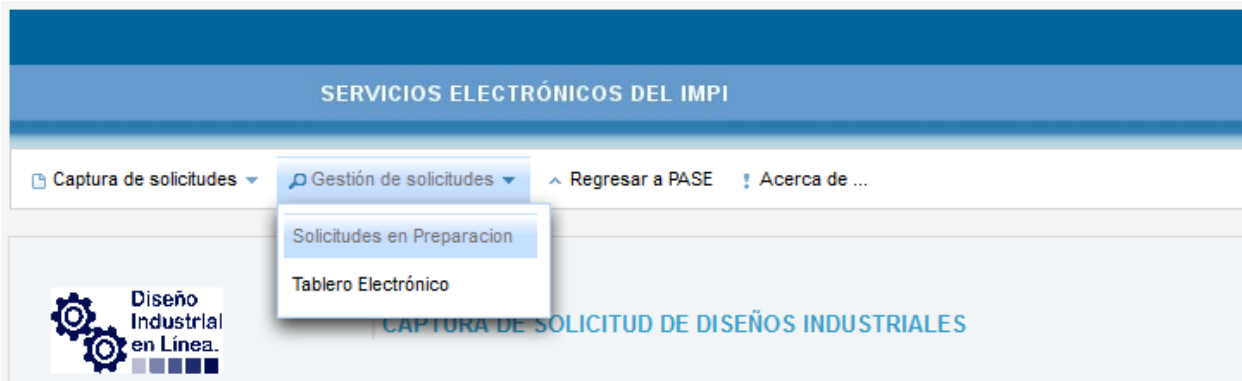 SERVICIOS ELECTRÓNICOS DEL IMPI
Captura de solicitudes Gestión de solicitudes Regresar a PASE Acerca de ...
Solicitudes en Preparacion
Tablero Electrónico
Diseño
Industrial
en Línea.
CAPTURA DE SOLICITUD DE DISEÑOS INDUSTRIALES